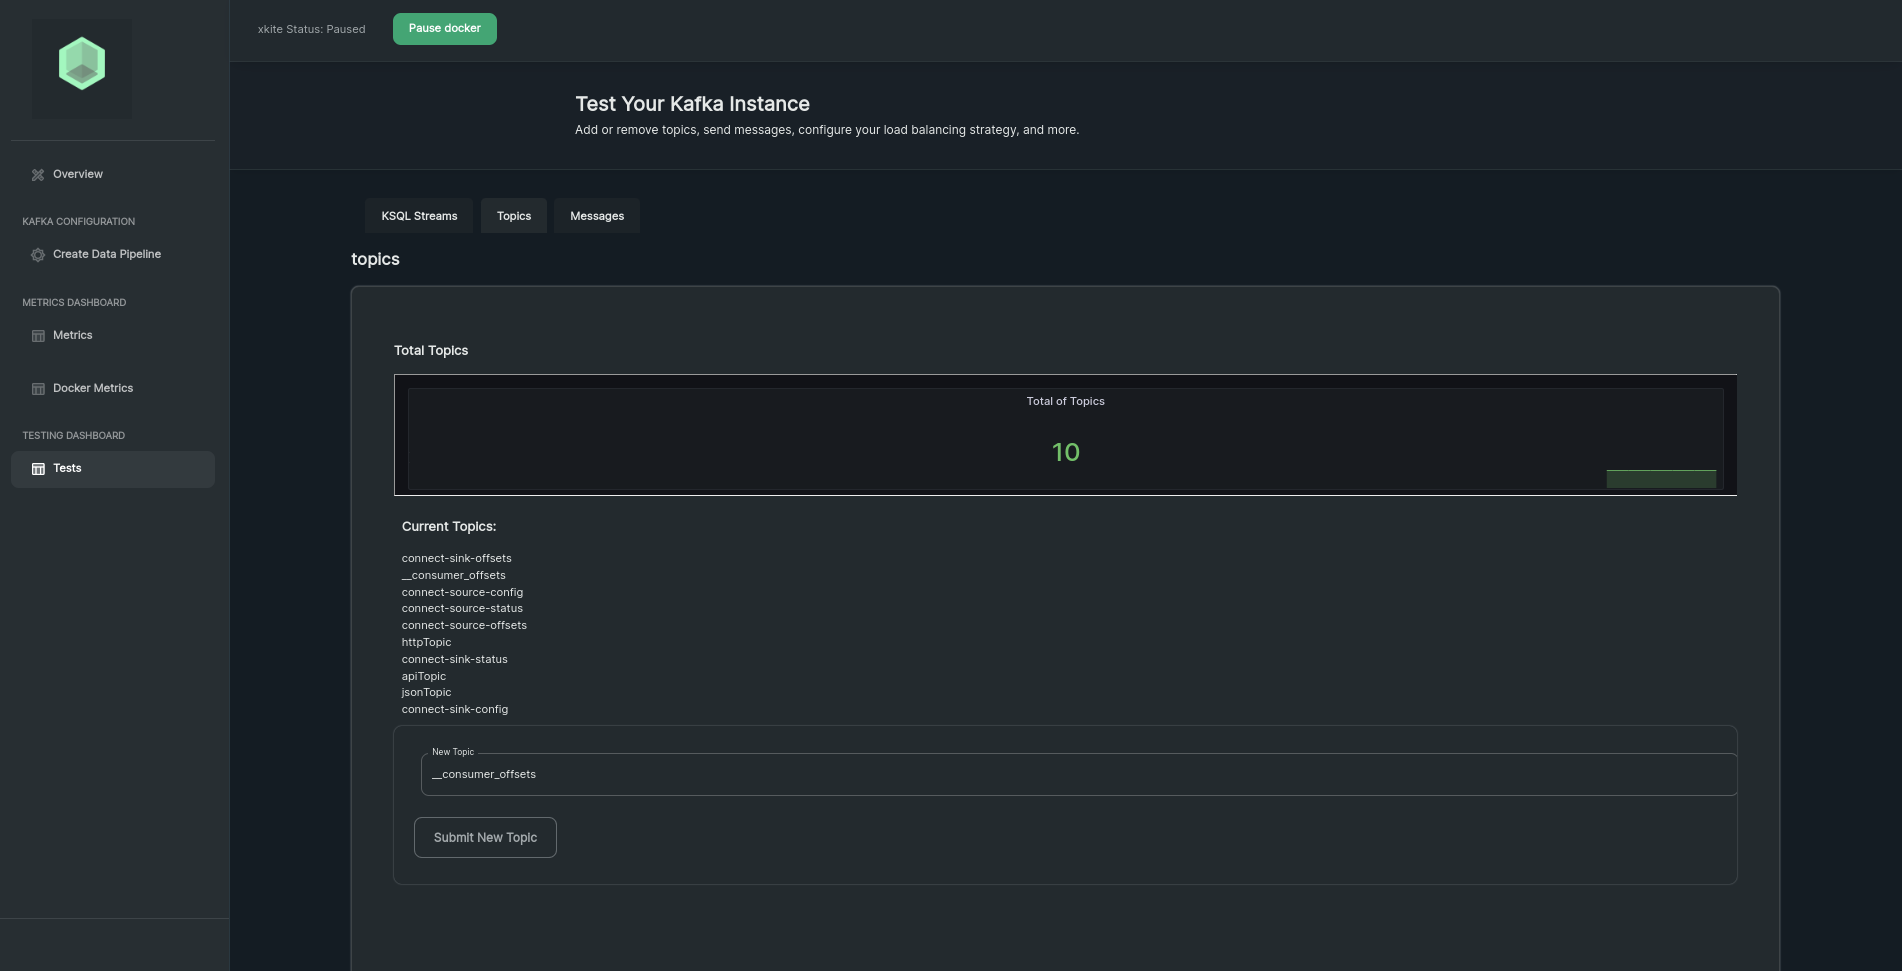 xkite Status: Paused
Pause docker
Test Your Kafka Instance
Add or remove topics, send messages, configure your load balancing strategy, and more.
Overview
KAFKA CONFIGURATION
Create Data Pipeline
METRICS DASHBOARD
Metrics
Docker Metrics
TESTING DASHBOARD
Tests
KSQL Streams
Topics
Messages
topics
Total Topics
Total of Topics
10
Current Topics:
connect-sink-offsets
__consumer_offsets
connect-source-config
connect-source-status
connect-source-offsets
httpTopic
connect-sink-status
apiTopic
jsonTopic
connect-sink-config
New Topic
__consumer_offsets
Submit New Topic